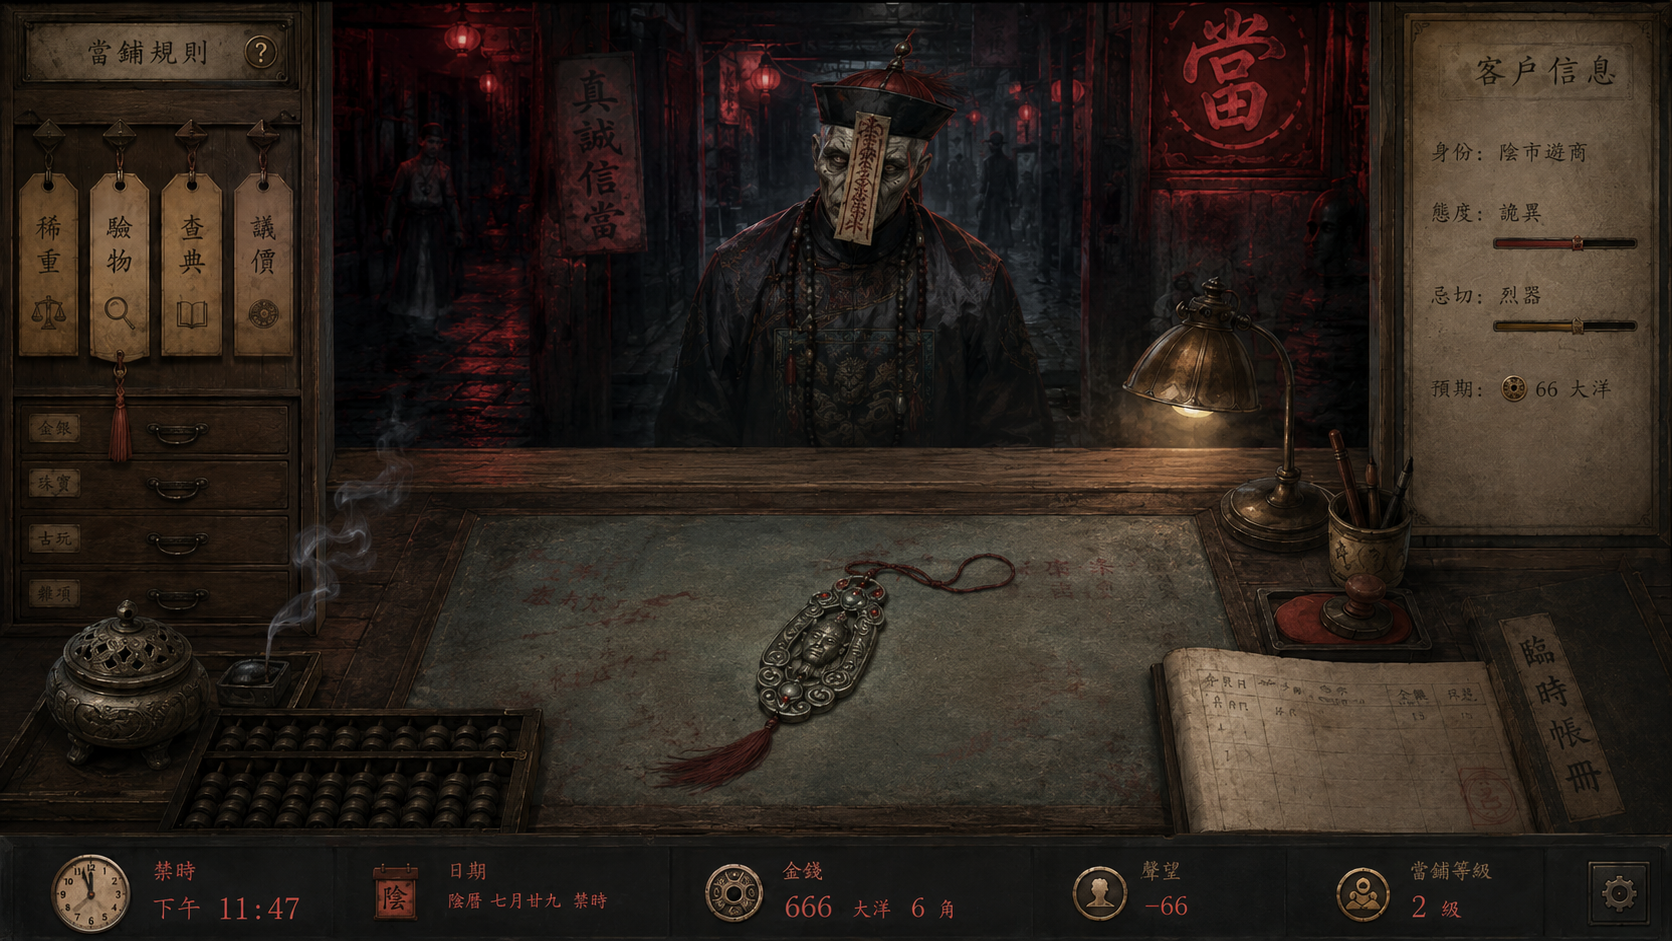 當鋪規則
?
稀重
驗物
查典
議價
金銀
珠寶
古玩
雜項
真誠信當
當
客戶信息
身份： 陰市遊商
態度： 詭異
忌切： 烈器
預期： 66 大洋
臨時帳冊
禁時
下午 11:47
陰
日期
陰曆 七月廿九 禁時
金錢
666 大洋 6 角
聲望
-66
當鋪等級
2 級